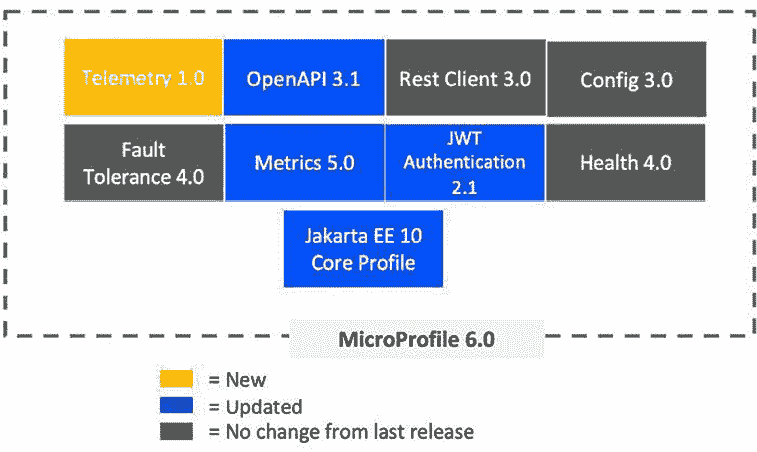 Telemetry 1.0
OpenAPI 3.1
Rest Client 3.0
Config 3.0
Fault
Tolerance 4.0
Metrics 5.0
JWT
Authentication
2.1
Health 4.0
Jakarta EE 10
Core Profile
MicroProfile 6.0
= New
= Updated
= No change from last release